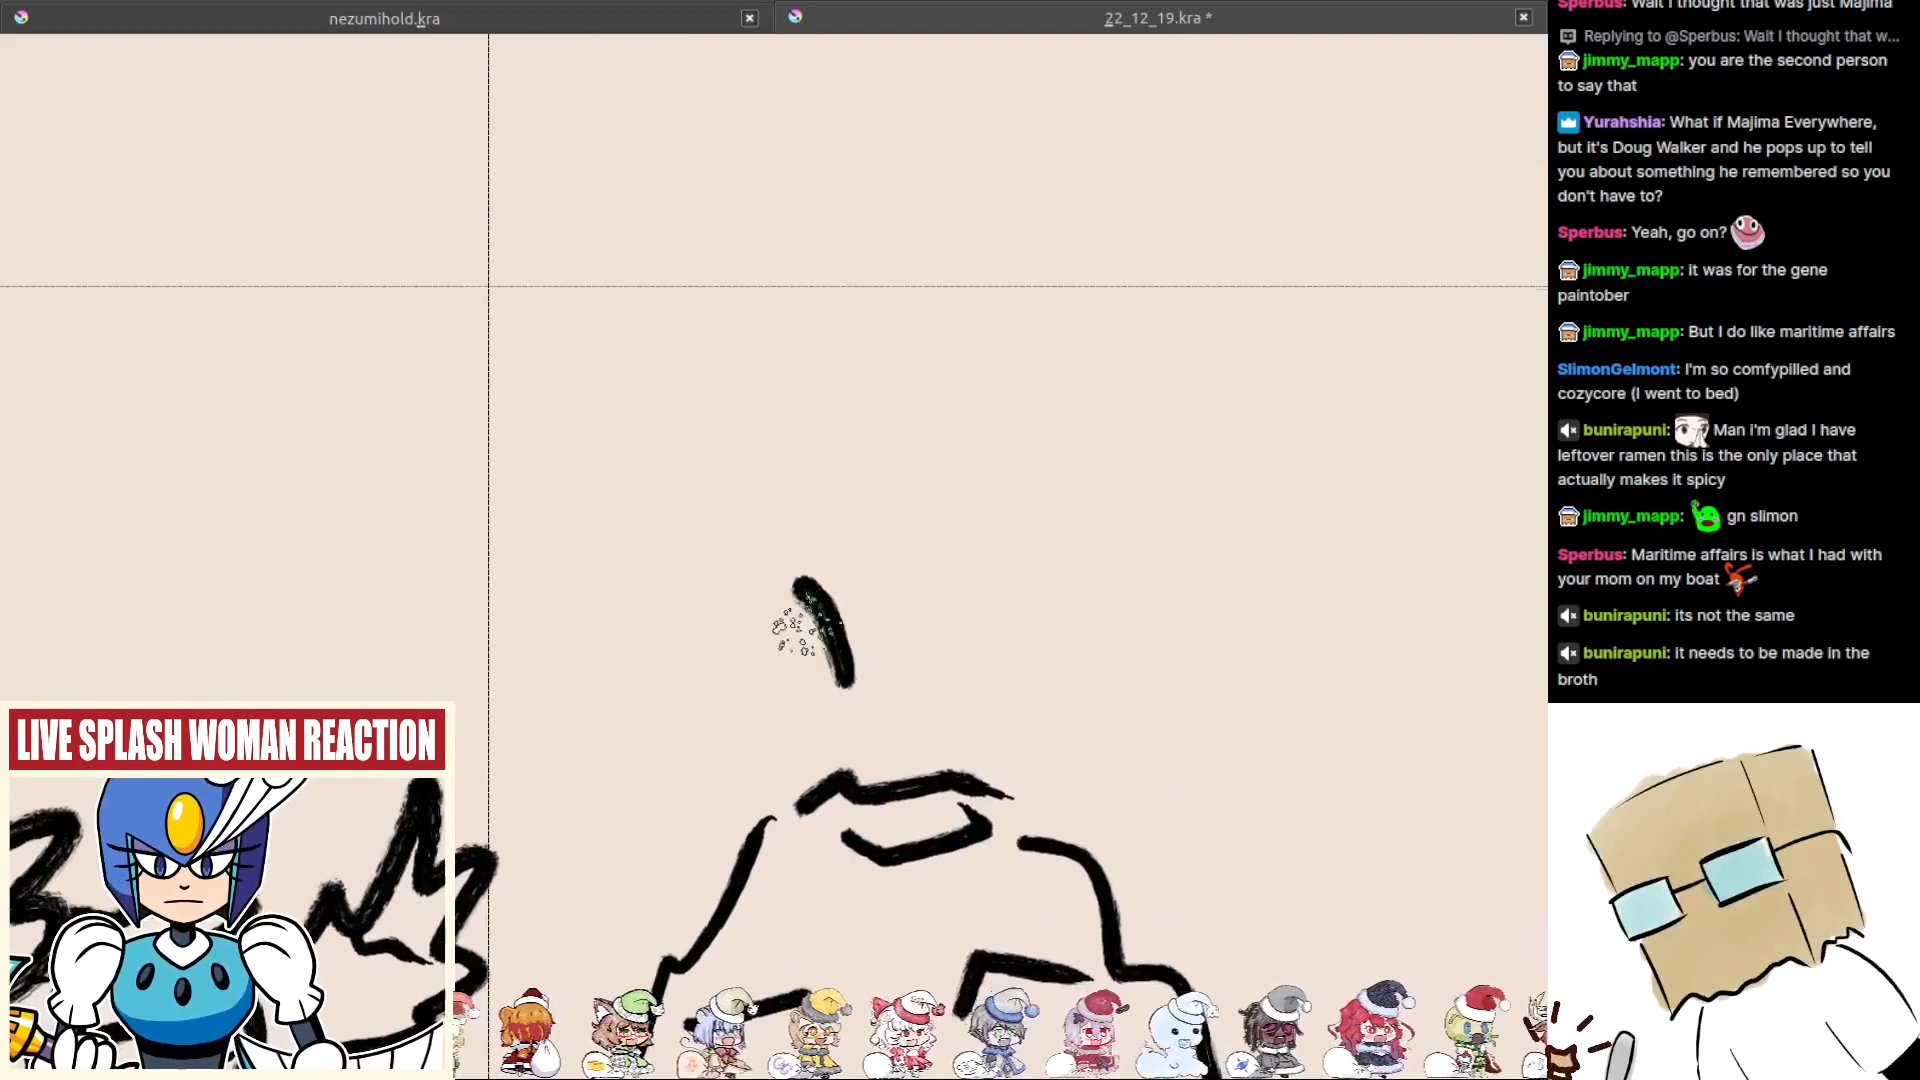 nezumihold.kra
22_12_19.kra *
Sperbus: Wait I thought that was just Majima
Replying to @Sperbus: Wait I thought that w...
jimmy_mapp: you are the second person
to say that
Yurahshia: What if Majima Everywhere,
but it's Doug Walker and he pops up to tell
you about something he remembered so you
don't have to?
Sperbus: Yeah, go on?
jimmy_mapp: it was for the gene
paintober
jimmy_mapp: But I do like maritime affairs
SlimonGelmont: I'm so comfypilled and
cozycore (I went to bed)
bunirapuni: Man i'm glad I have
leftover ramen this is the only place that
actually makes it spicy
jimmy_mapp: gn slimon
Sperbus: Maritime affairs is what I had with
your mom on my boat
bunirapuni: its not the same
bunirapuni: it needs to be made in the
broth
LIVE SPLASH WOMAN REACTION